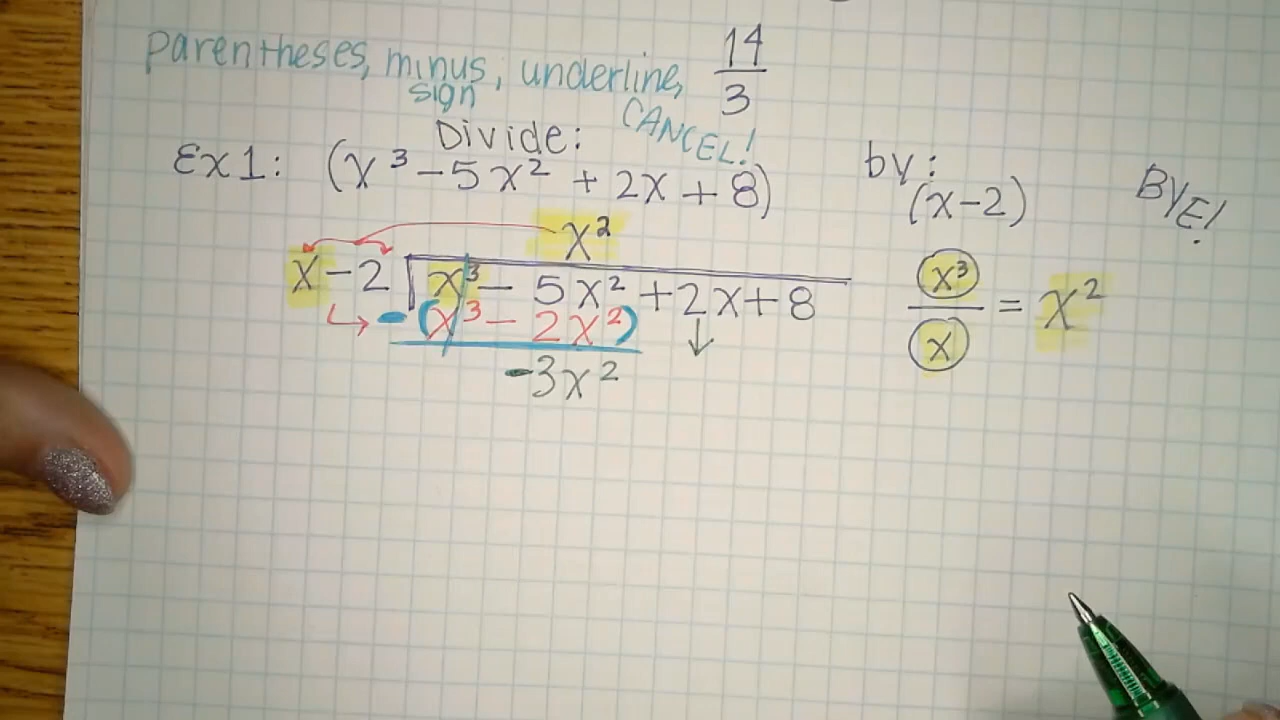 parentheses, minus sign, underline, CANCEL!
14
3
Divide:
Ex1: (x³ - 5x² + 2x + 8)
by:
(x-2)
BYE!
x²
x-2 x³ - 5x² + 2x + 8
-(x³ - 2x²)
-3x²
x³
x
= x²